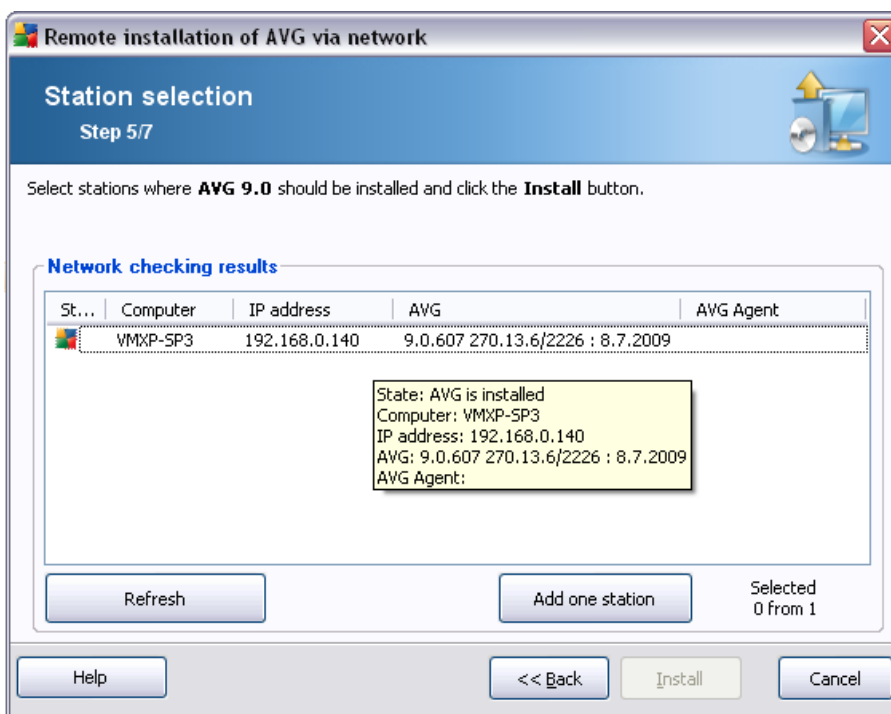 Remote installation of AVG via network
Station selection
Step 5/7
Select stations where AVG 9.0 should be installed and click the Install button.
Network checking results
St... Computer IP address AVG AVG Agent
VMXP-SP3 192.168.0.140 9.0.607 270.13.6/2226 : 8.7.2009
State: AVG is installed
Computer: VMXP-SP3
IP address: 192.168.0.140
AVG: 9.0.607 270.13.6/2226 : 8.7.2009
AVG Agent:
Refresh Add one station Selected
0 from 1
Help << Back Install Cancel